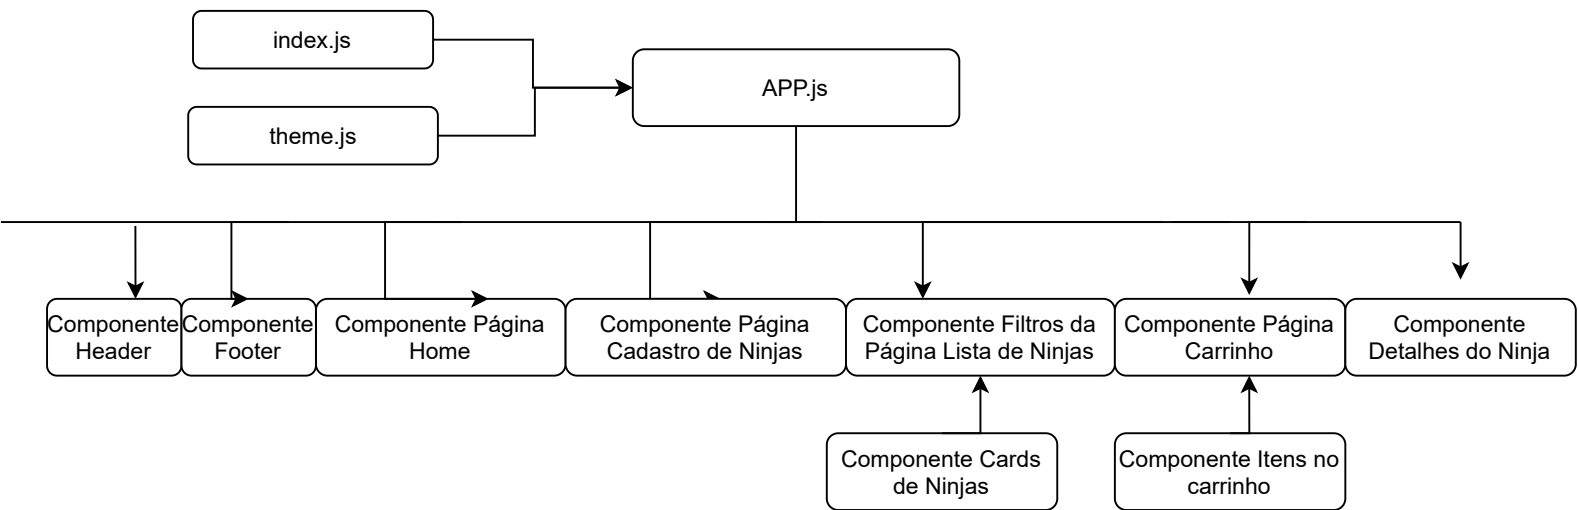 index.js
APP.js
theme.js
Componente
Header
Componente
Footer
Componente Página
Home
Componente Página
Cadastro de Ninjas
Componente Filtros da
Página Lista de Ninjas
Componente Página
Carrinho
Componente
Detalhes do Ninja
Componente Cards
de Ninjas
Componente Itens no
carrinho